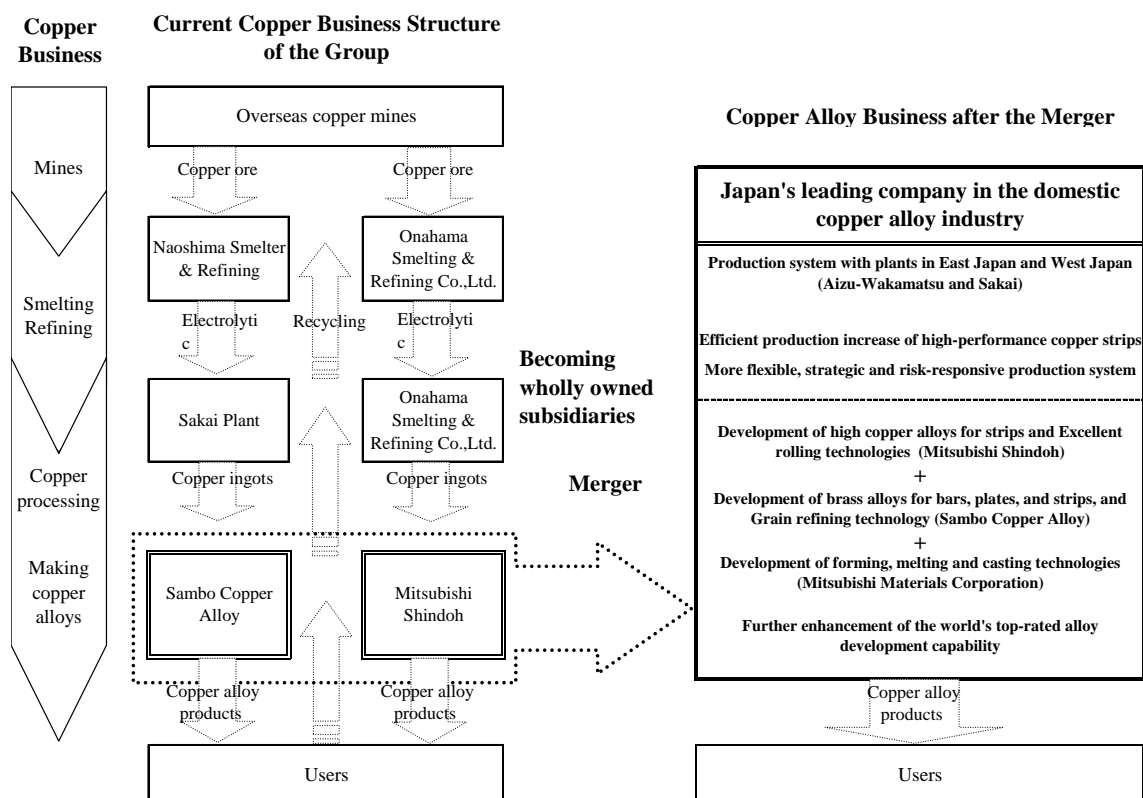 Copper
Business
Current Copper Business Structure
of the Group
Mines
Smelting
Refining
Copper
processing
Making
copper
alloys
Overseas copper mines
Copper ore
Copper ore
Naoshima Smelter
& Refining
Onahama
Smelting &
Refining Co.,Ltd.
Electrolyti
c
Recycling
Electrolyti
c
Sakai Plant
Onahama
Smelting &
Refining Co.,Ltd.
Copper ingots
Copper ingots
Sambo Copper
Alloy
Mitsubishi
Shindoh
Copper alloy
products
Copper alloy
products
Users
Becoming
wholly owned
subsidiaries
Merger
Copper Alloy Business after the Merger
Japan's leading company in the domestic
copper alloy industry
Production system with plants in East Japan and West Japan
(Aizu-Wakamatsu and Sakai)
Efficient production increase of high-performance copper strips
More flexible, strategic and risk-responsive production system
Development of high copper alloys for strips and Excellent
rolling technologies (Mitsubishi Shindoh)
+
Development of brass alloys for bars, plates, and strips, and
Grain refining technology (Sambo Copper Alloy)
+
Development of forming, melting and casting technologies
(Mitsubishi Materials Corporation)
Further enhancement of the world's top-rated alloy
development capability
Copper alloy
products
Users